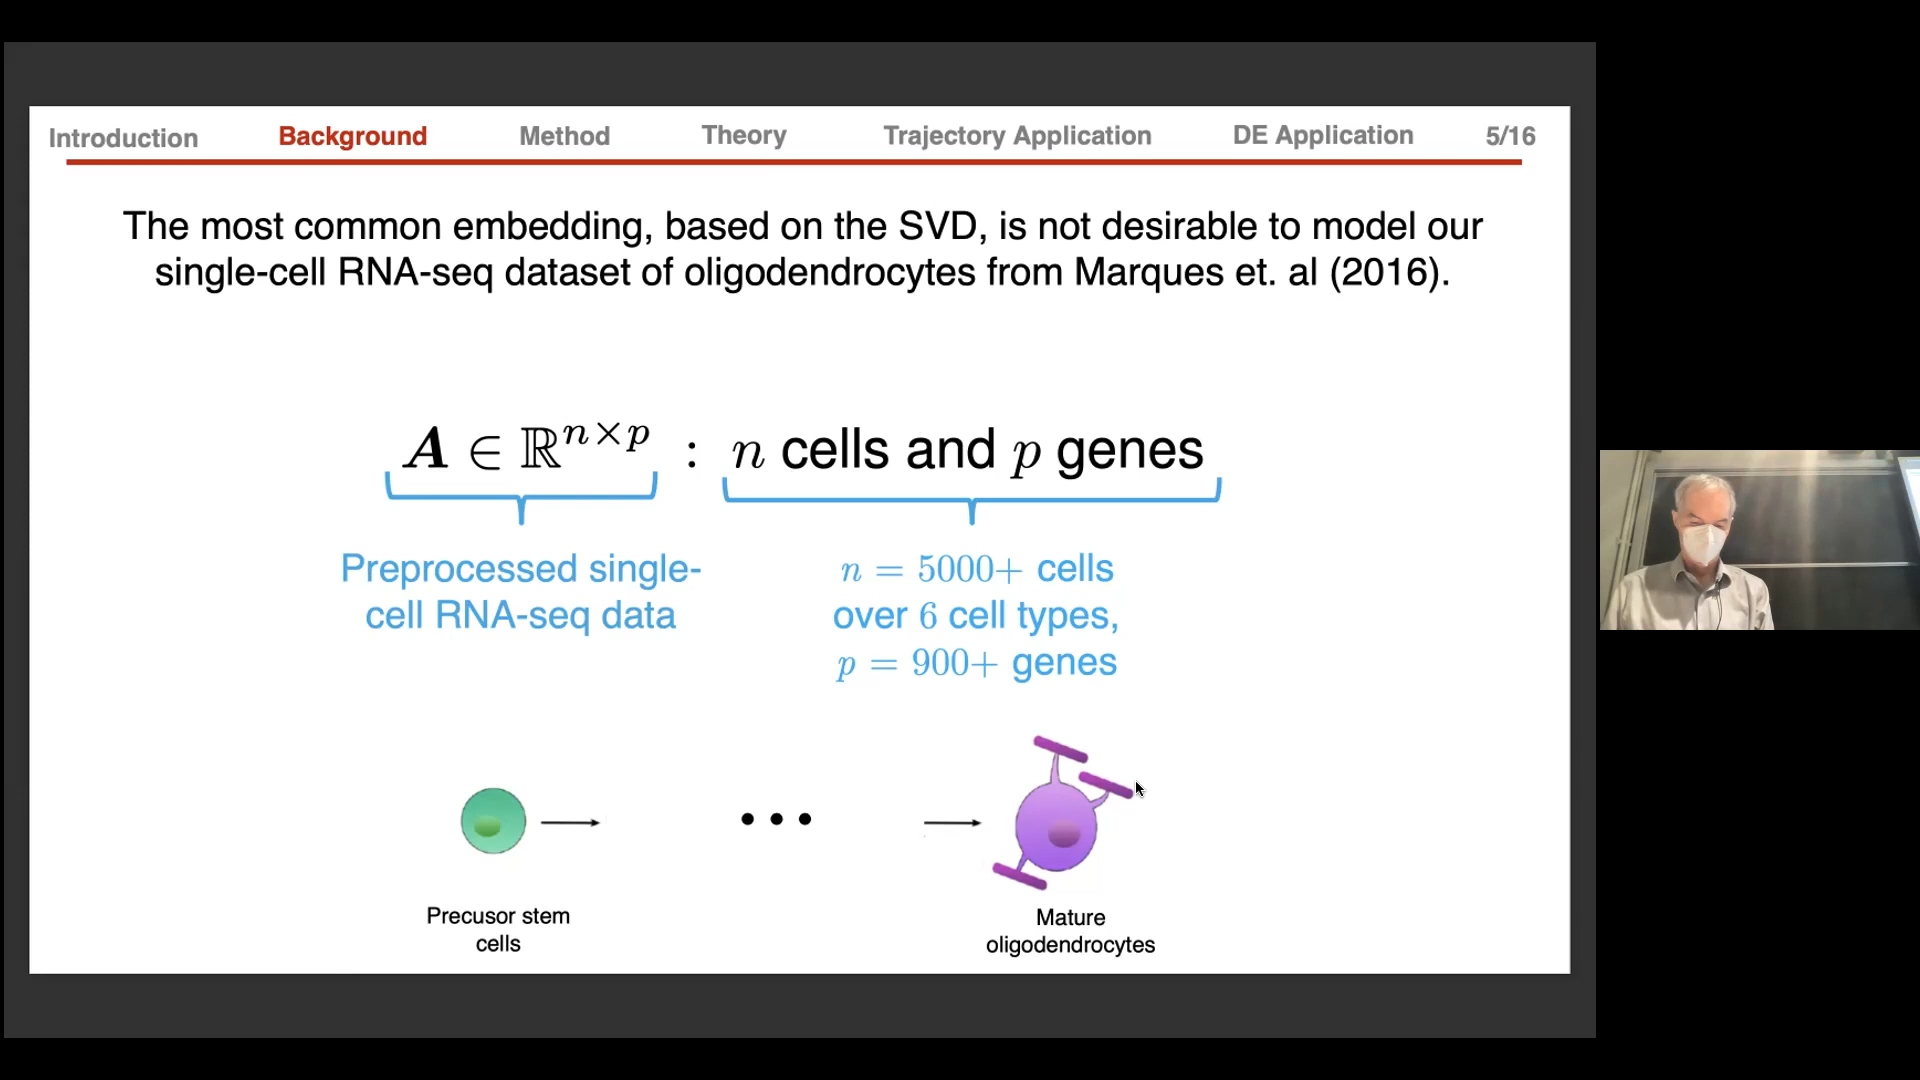 Introduction Background Method Theory Trajectory Application DE Application 5/16
The most common embedding, based on the SVD, is not desirable to model our
single-cell RNA-seq dataset of oligodendrocytes from Marques et. al (2016).
A ∈ ℝ^{n×p} : n cells and p genes
Preprocessed single-
cell RNA-seq data
n = 5000+ cells
over 6 cell types,
p = 900+ genes
Precusor stem
cells
Mature
oligodendrocytes